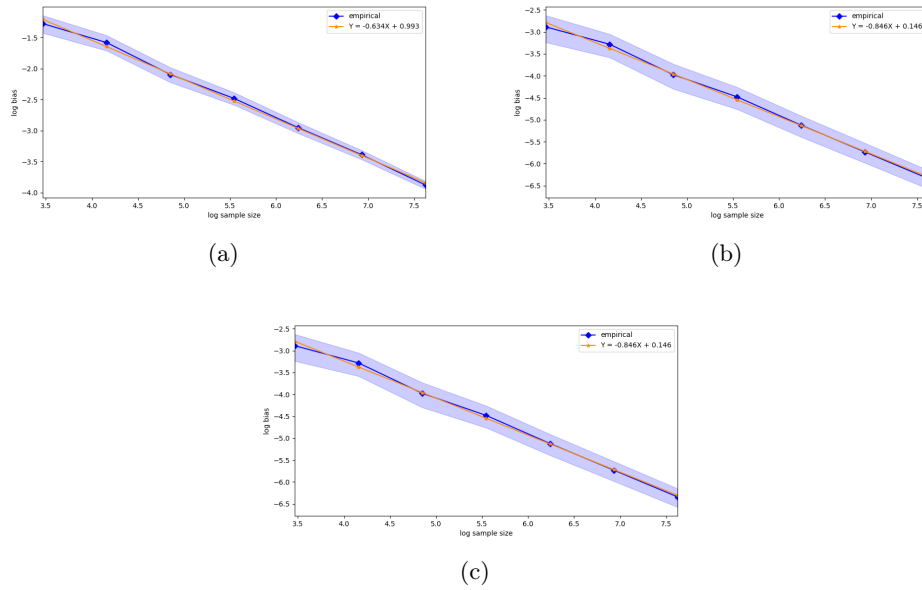 empirical
Y = -0.634X + 0.993
−1.5
−2.0
−2.5
−3.0
−3.5
−4.0
log bias
3.5 4.0 4.5 5.0 5.5 6.0 6.5 7.0 7.5
log sample size
(a)
empirical
Y = -0.846X + 0.146
−2.5
−3.0
−3.5
−4.0
−4.5
−5.0
−5.5
−6.0
−6.5
log bias
3.5 4.0 4.5 5.0 5.5 6.0 6.5 7.0 7.5
log sample size
(b)
empirical
Y = -0.846X + 0.146
−2.5
−3.0
−3.5
−4.0
−4.5
−5.0
−5.5
−6.0
−6.5
log bias
3.5 4.0 4.5 5.0 5.5 6.0 6.5 7.0 7.5
log sample size
(c)